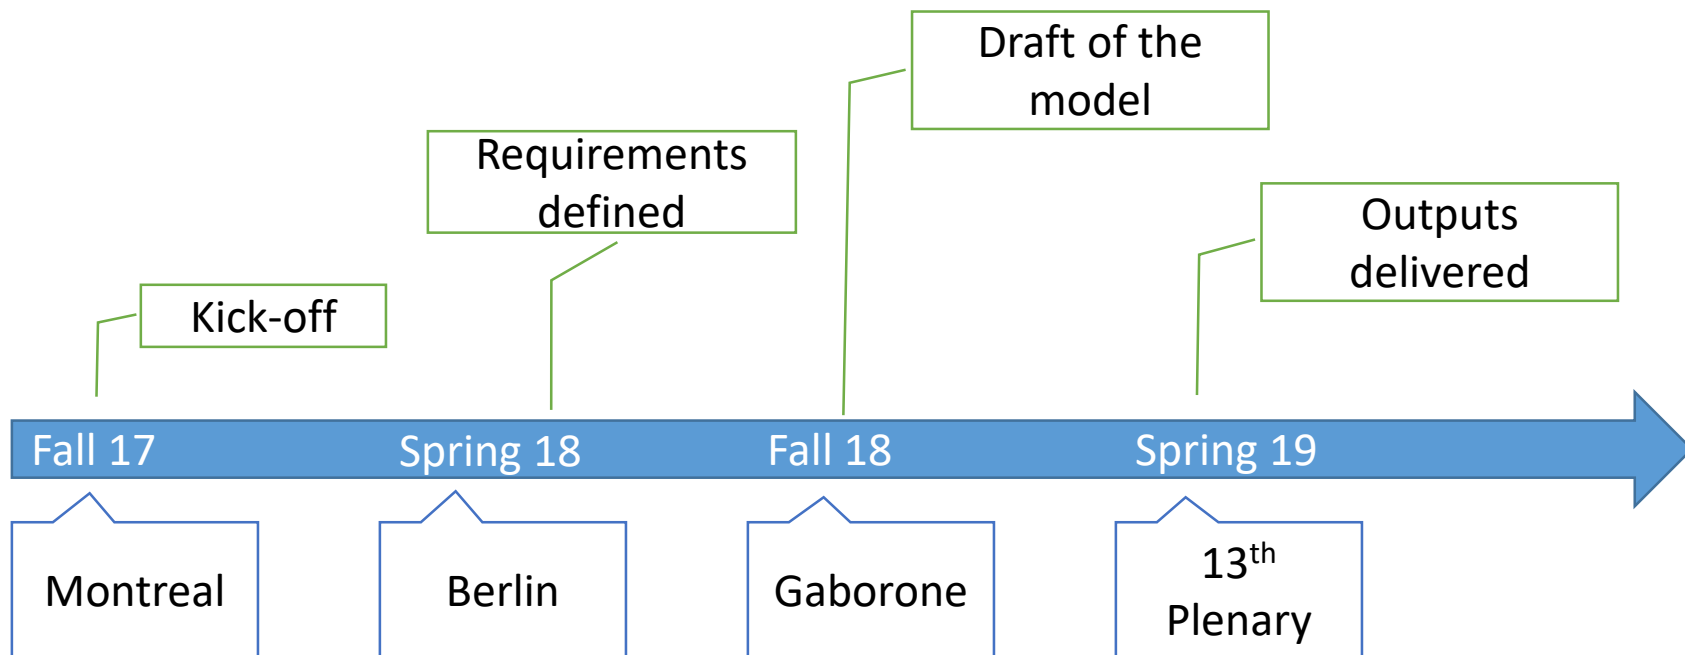 Draft of the
model
Requirements
defined
Outputs
delivered
Kick-off
Fall 17
Spring 18
Fall 18
Spring 19
Montreal
Berlin
Gaborone
13th
Plenary